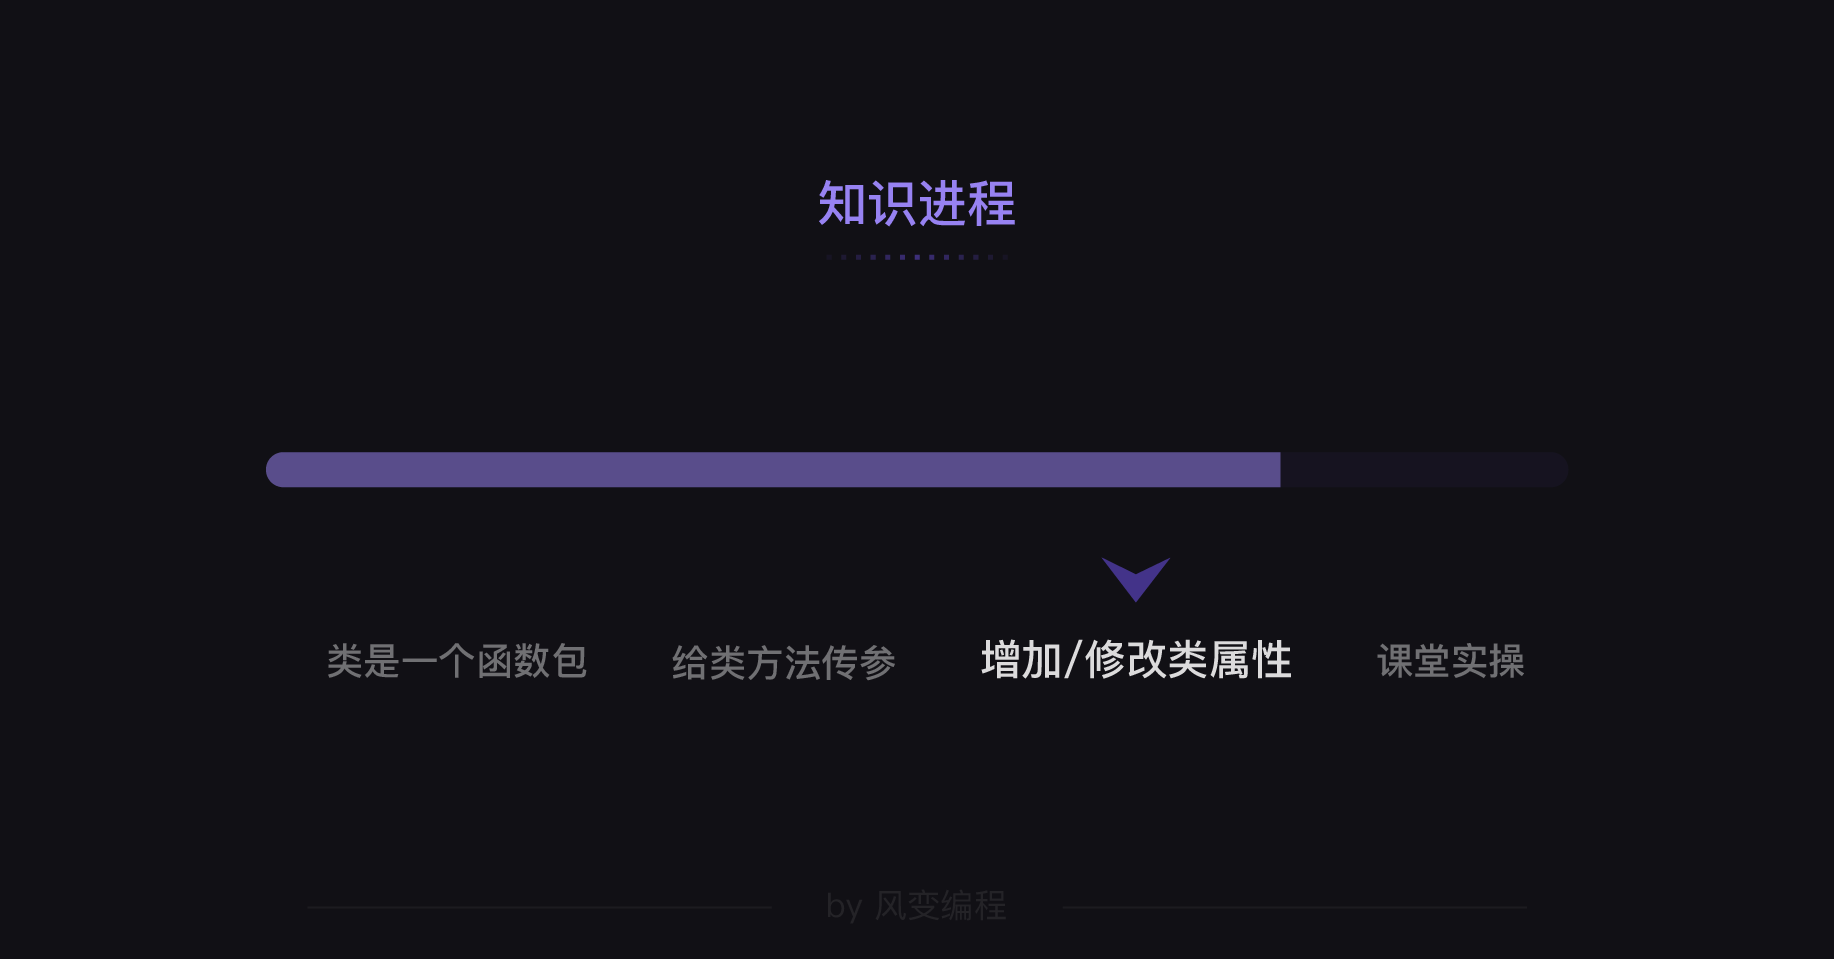 知识进程
类是一个函数包
给类方法传参
增加/修改类属性
课堂实操
by 风变编程